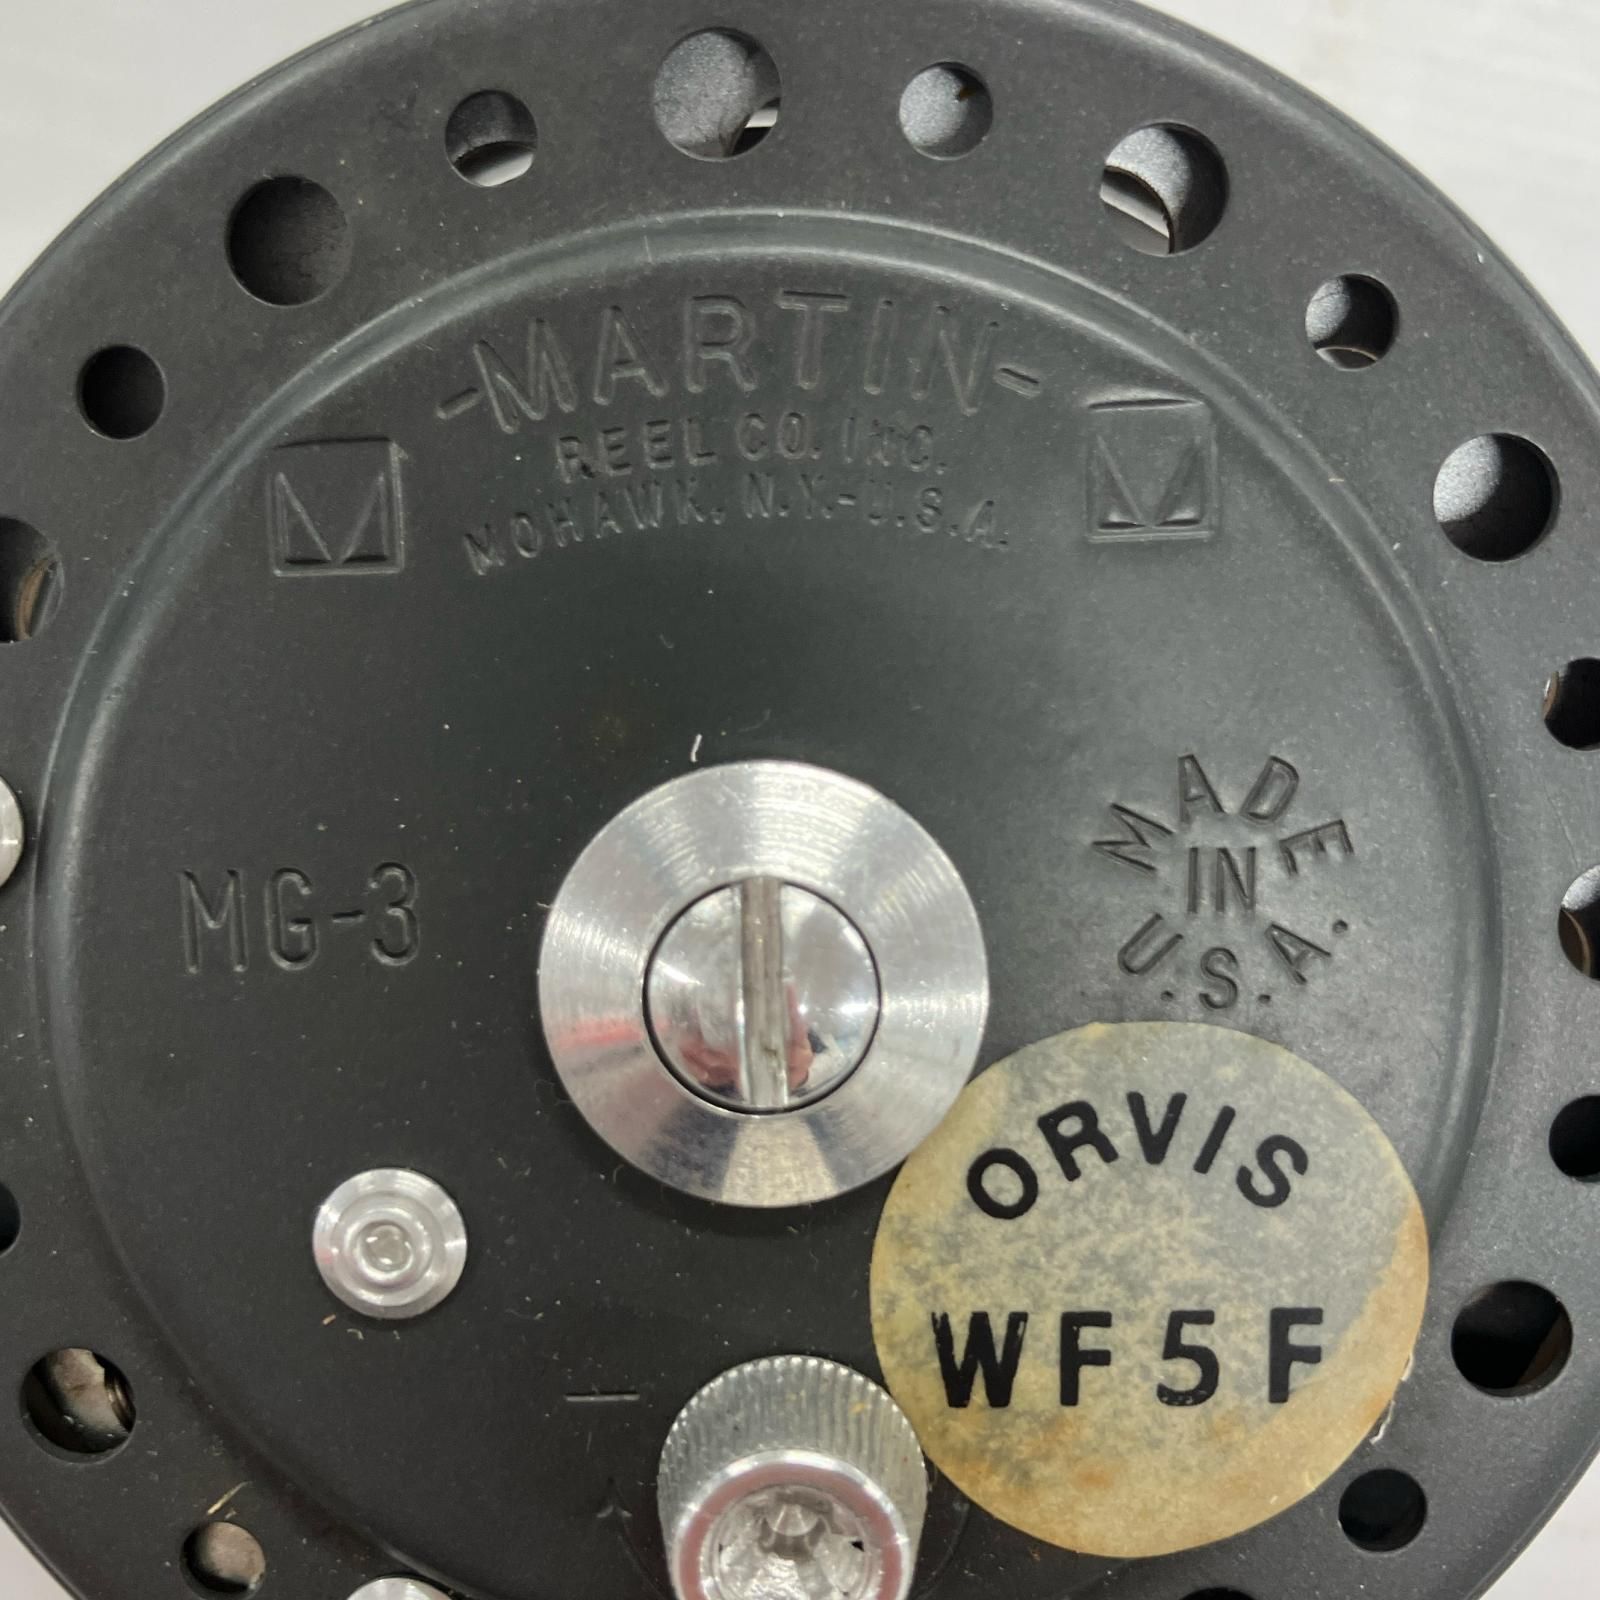 -MARTIN-
REEL CO. INC.
MOHAWK, N.Y.-U.S.A.
M
M
MG-3
MADE
IN
U.S.A.
ORVIS
WF5F